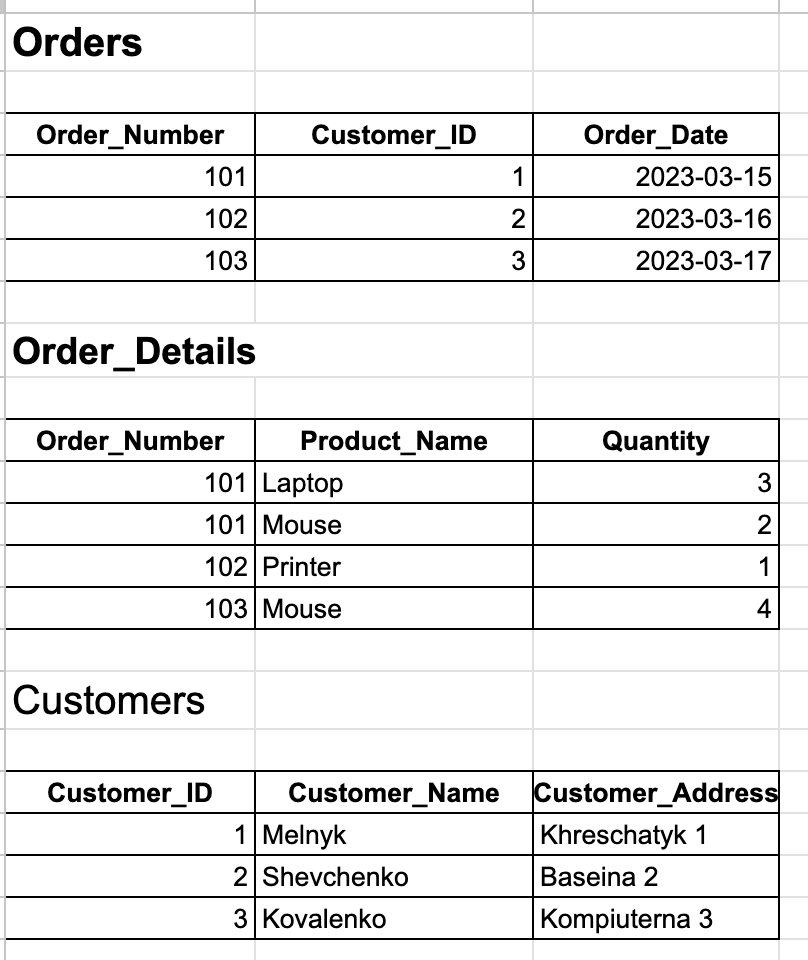 Orders
Order_Number Customer_ID Order_Date
101 1 2023-03-15
102 2 2023-03-16
103 3 2023-03-17
Order_Details
Order_Number Product_Name Quantity
101 Laptop 3
101 Mouse 2
102 Printer 1
103 Mouse 4
Customers
Customer_ID Customer_Name Customer_Address
1 Melnyk Khreschatyk 1
2 Shevchenko Baseina 2
3 Kovalenko Kompiuterna 3